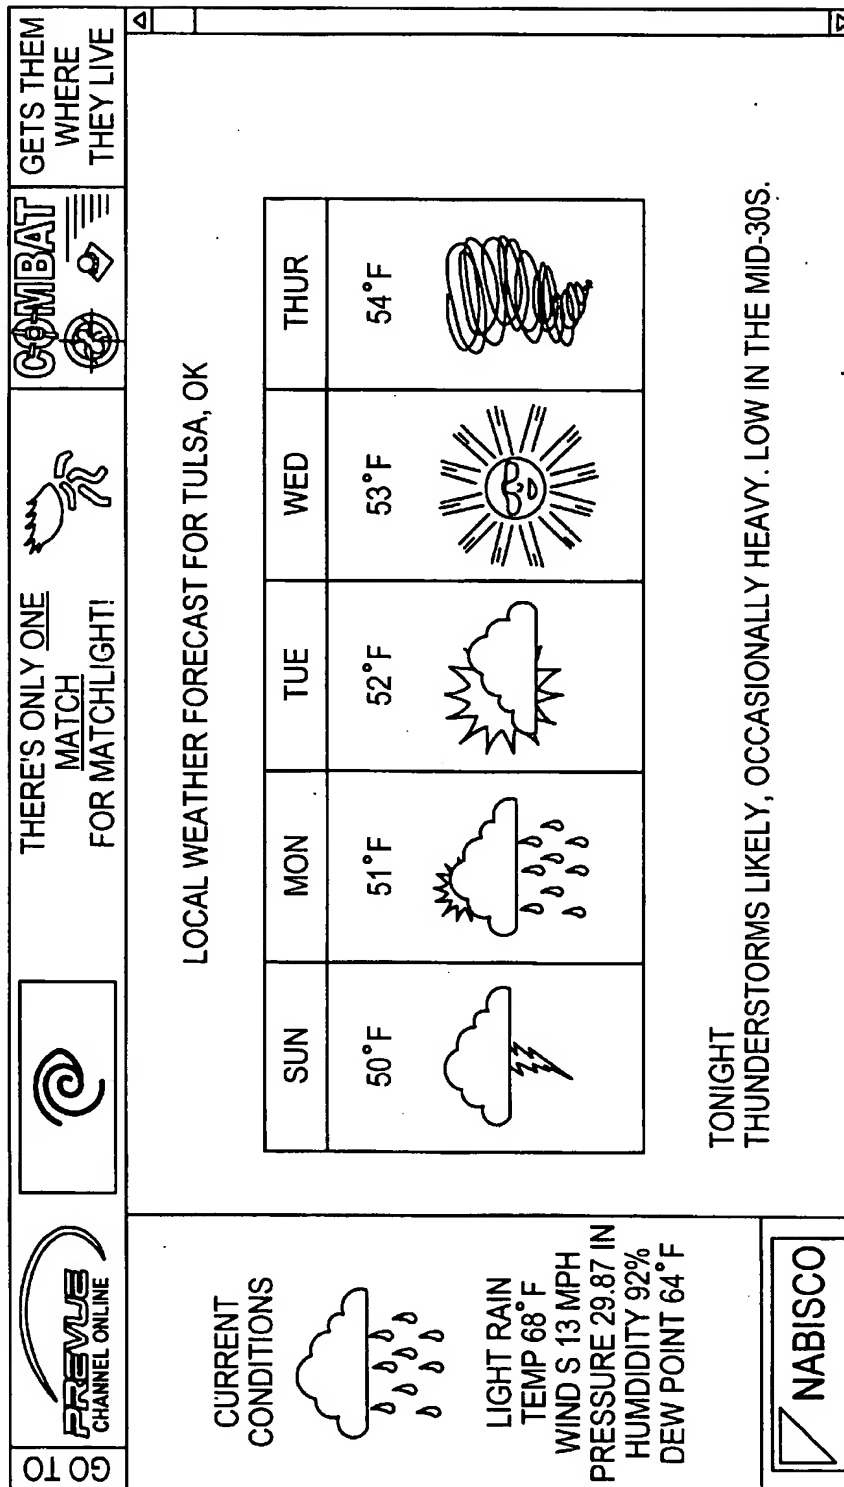 GO TO
PREVUE
CHANNEL ONLINE
THERE'S ONLY ONE
MATCH
FOR MATCHLIGHT!
COMBAT
GETS THEM
WHERE
THEY LIVE
CURRENT
CONDITIONS
LIGHT RAIN
TEMP 68°F
WIND S 13 MPH
PRESSURE 29.87 IN
HUMDIDITY 92%
DEW POINT 64°F
NABISCO
LOCAL WEATHER FORECAST FOR TULSA, OK
SUN MON TUE WED THUR
50°F 51°F 52°F 53°F 54°F
TONIGHT
THUNDERSTORMS LIKELY, OCCASIONALLY HEAVY. LOW IN THE MID-30S.